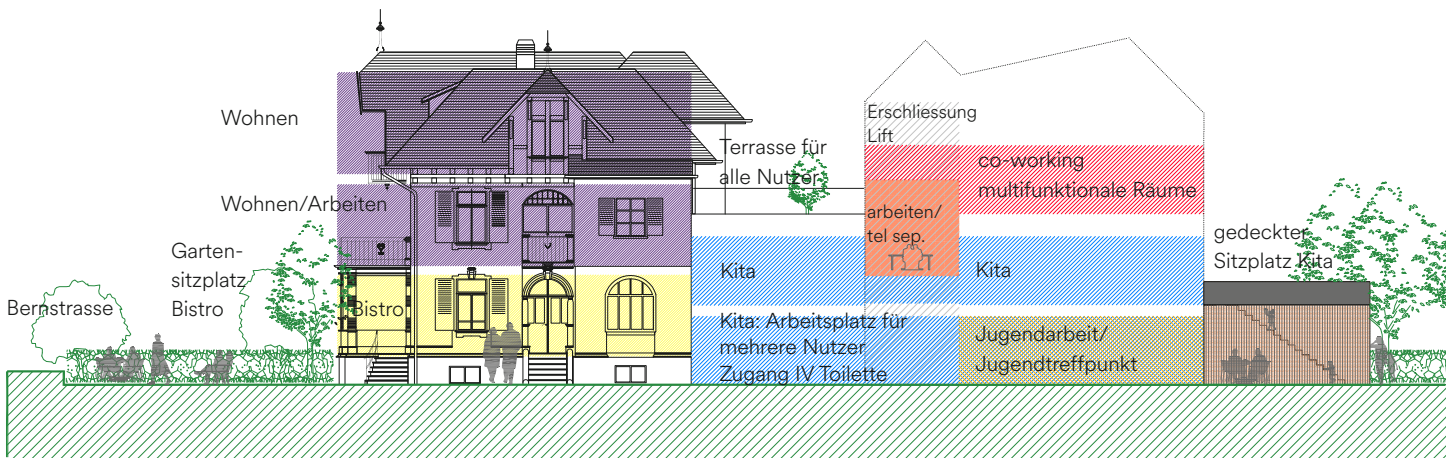 Wohnen
Wohnen/Arbeiten
Garten-
sitzplatz
Bistro
Bernstrasse
Bistro
Terrasse für
alle Nutzer
Kita
Kita: Arbeitsplatz für
mehrere Nutzer
Zugang IV Toilette
Erschliessung
Lift
arbeiten/
tel sep.
co-working
multifunktionale Räume
Kita
Jugendarbeit/
Jugendtreffpunkt
gedeckter
Sitzplatz Kita